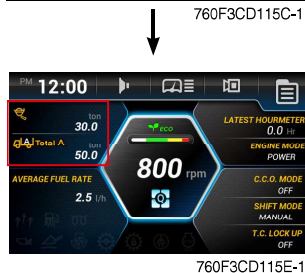 760F3CD115C-1
PM 12:00
ton
30.0
Total A
ton
50.0
AVERAGE FUEL RATE
2.5 l/h
ECO
800 rpm
LATEST HOURMETER
0.0 Hr
ENGINE MODE
POWER
C.C.O. MODE
OFF
SHIFT MODE
MANUAL
T.C. LOCK UP
OFF
760F3CD115E-1